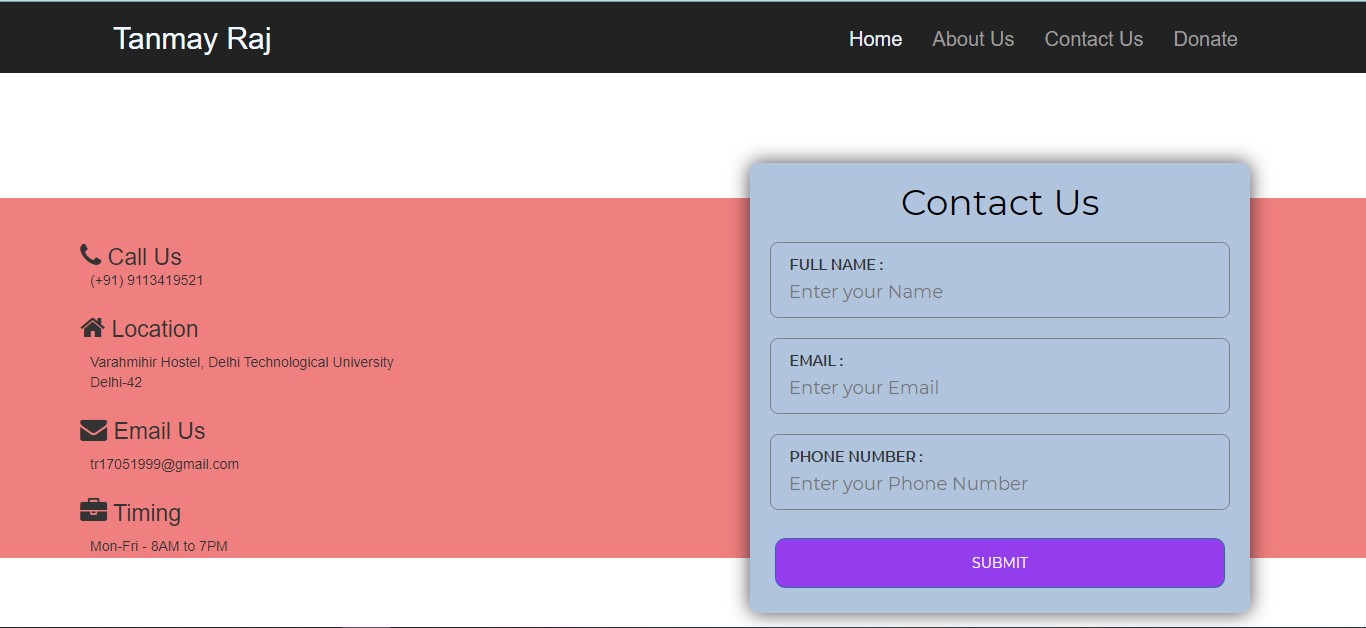 Tanmay Raj
Home About Us Contact Us Donate
Call Us
(+91) 9113419521
Location
Varahmihir Hostel, Delhi Technological University
Delhi-42
Email Us
tr17051999@gmail.com
Timing
Mon-Fri - 8AM to 7PM
Contact Us
FULL NAME :
Enter your Name
EMAIL :
Enter your Email
PHONE NUMBER :
Enter your Phone Number
SUBMIT